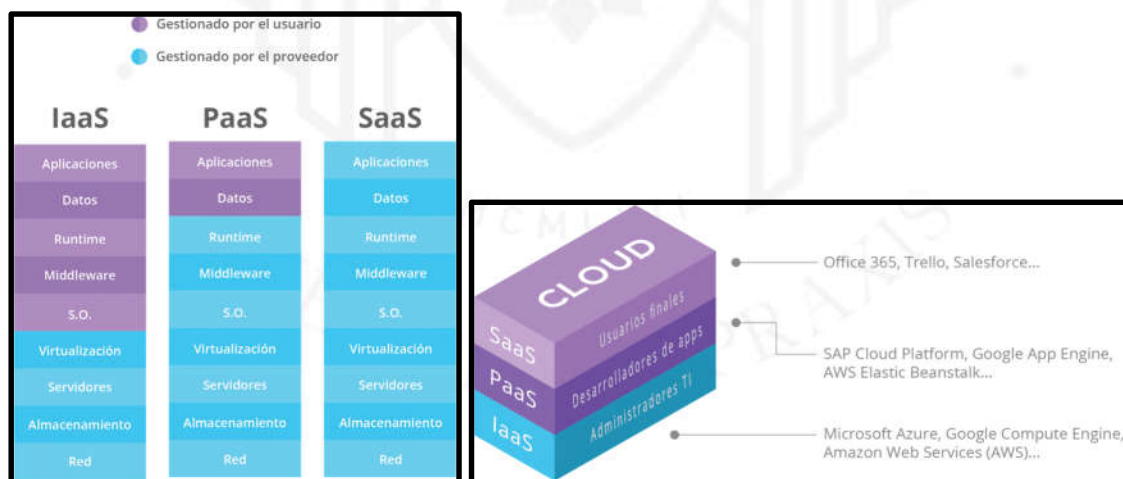 Gestionado por el usuario
Gestionado por el proveedor
IaaS
Aplicaciones
Datos
Runtime
Middleware
S.O.
Virtualización
Servidores
Almacenamiento
Red
PaaS
Aplicaciones
Datos
Runtime
Middleware
S.O.
Virtualización
Servidores
Almacenamiento
Red
SaaS
Aplicaciones
Datos
Runtime
Middleware
S.O.
Virtualización
Servidores
Almacenamiento
Red
CLOUD
SaaS
Usuarios finales
PaaS
Desarrolladores de apps
IaaS
Administradores TI
Office 365, Trello, Salesforce...
SAP Cloud Platform, Google App Engine,
AWS Elastic Beanstalk...
Microsoft Azure, Google Compute Engine,
Amazon Web Services (AWS)...
PRAXIS